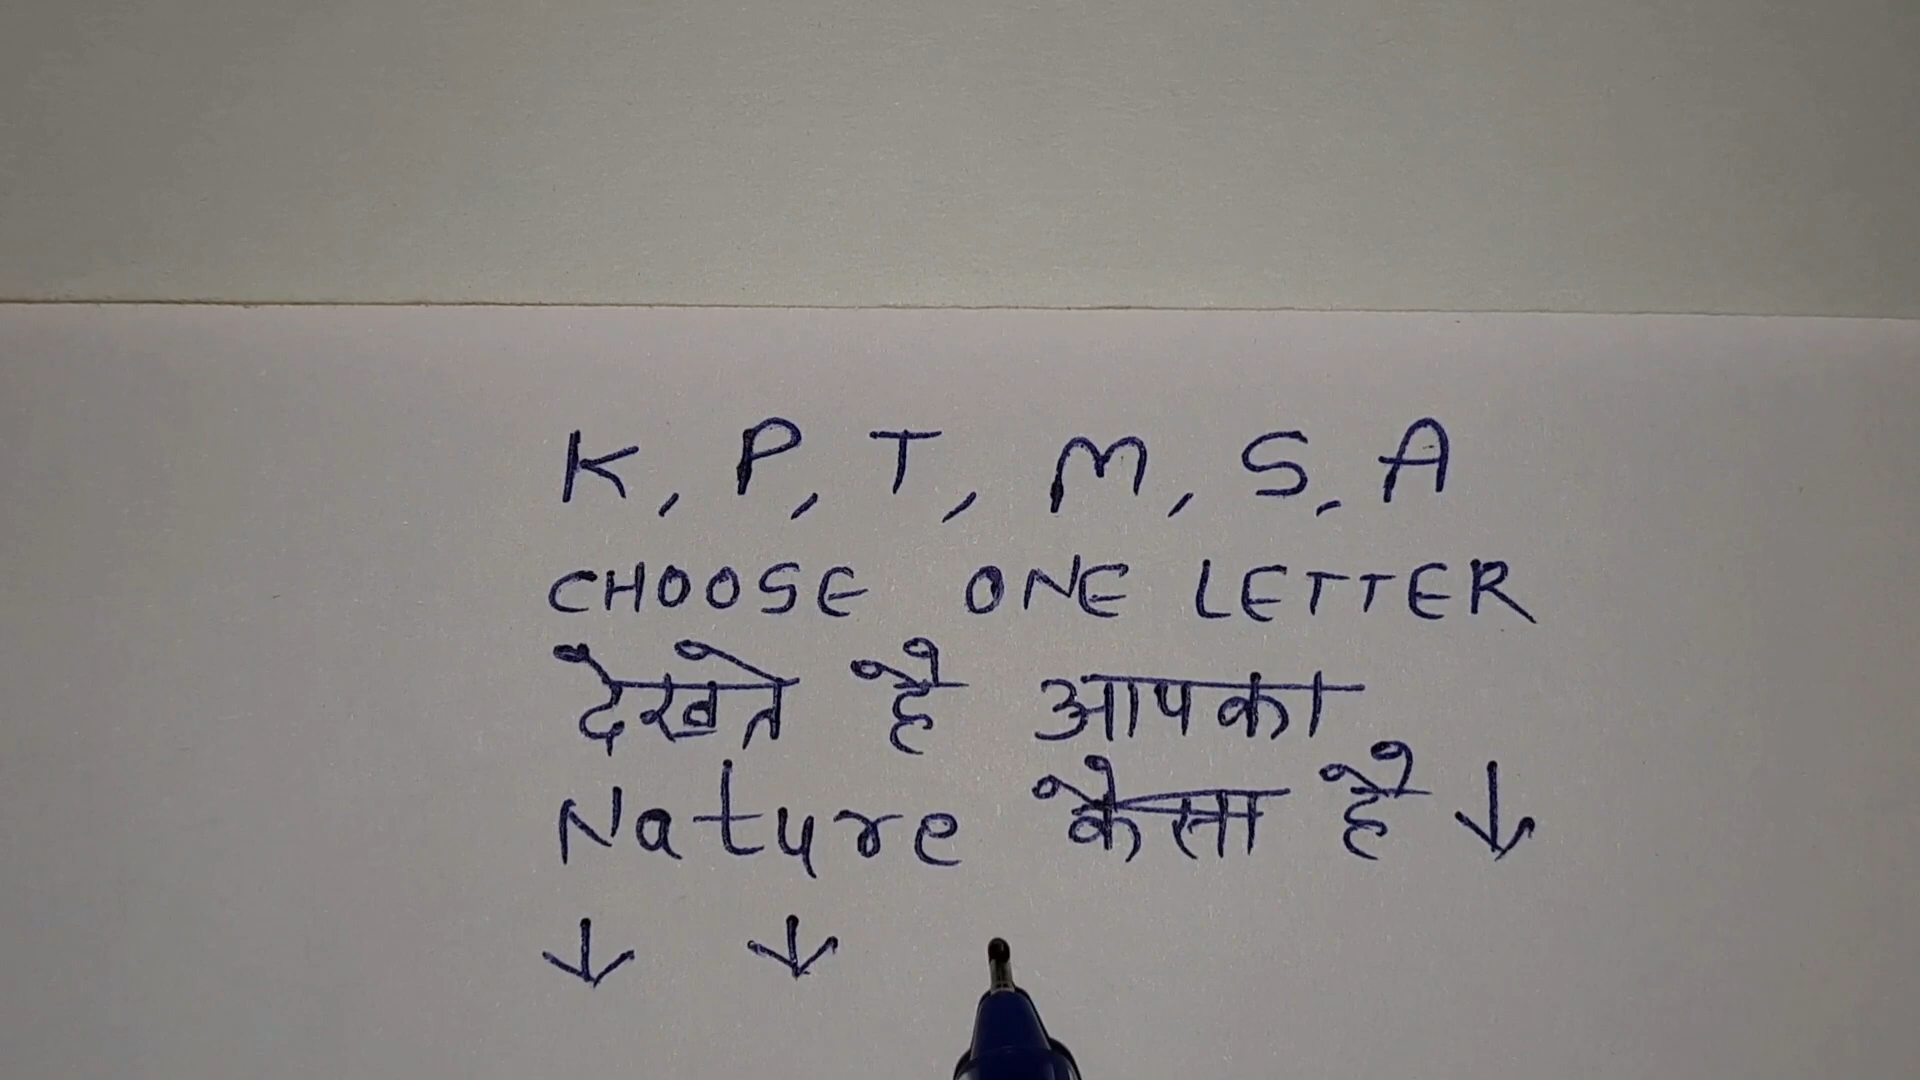 K, P, T, M, S, A
CHOOSE ONE LETTER
देखते है आपका
Nature कैसा है ↓
↓ ↓